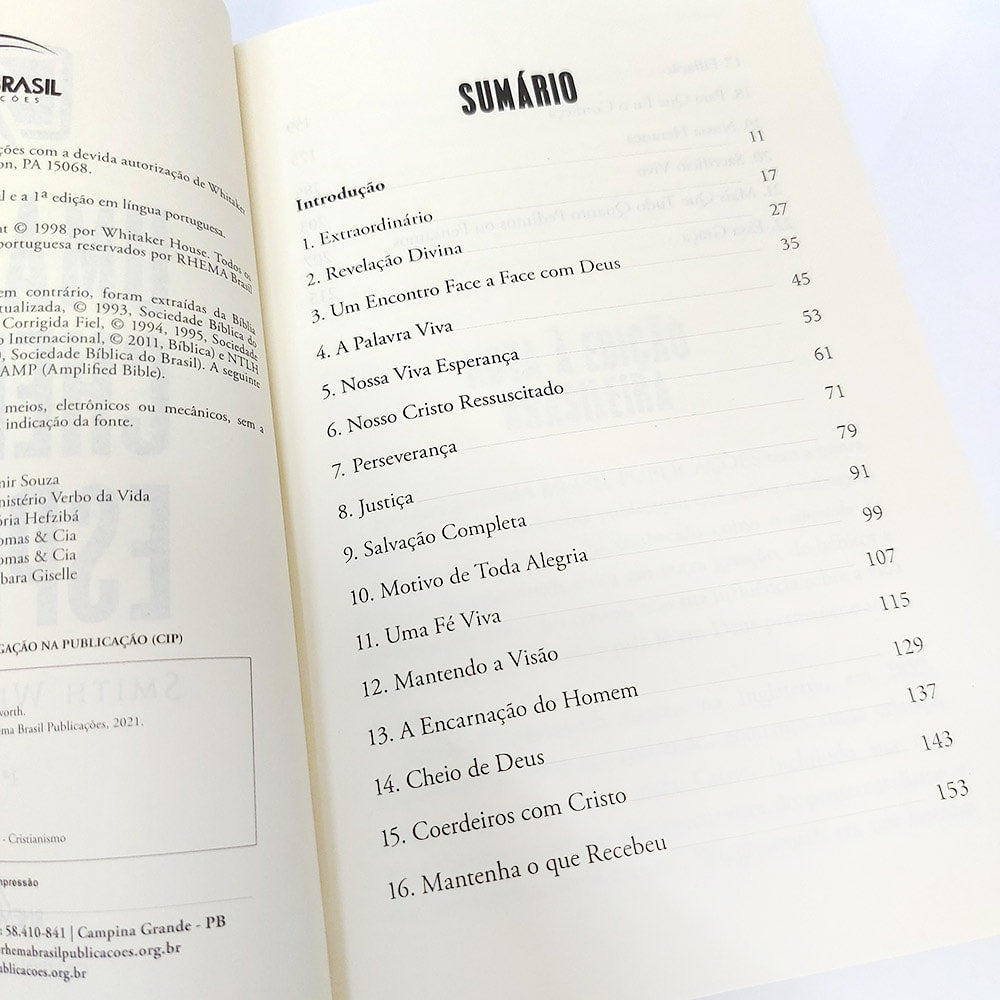 BRASIL
ções com a devida autorização de Whitaker
on, PA 15068.
l e a 1ª edição em língua portuguesa.
© 1998 por Whitaker House. Todos os
portuguesa reservados por RHEMA Brasil
em contrário, foram extraídas da Bíblia
tualizada, © 1993, Sociedade Bíblica do
Corrigida Fiel, © 1994, 1995, Sociedade
o Internacional, © 2011, Bíblica) e NTLH
), Sociedade Bíblica do Brasil). A seguinte
AMP (Amplified Bible).
meios, eletrônicos ou mecânicos, sem a
indicação da fonte.
mir Souza
nistério Verbo da Vida
ória Hefzibá
omas & Cia
omas & Cia
bara Giselle
GAÇÃO NA PUBLICAÇÃO (CIP)
worth.
ma Brasil Publicações, 2021.
- Cristianismo
mpressão
: 58.410-841 | Campina Grande - PB
rhemabrasilpublicacoes.org.br
ublicacoes.org.br
SUMÁRIO
Introdução 11
1. Extraordinário 17
2. Revelação Divina 27
3. Um Encontro Face a Face com Deus 35
4. A Palavra Viva 45
5. Nossa Viva Esperança 53
6. Nosso Cristo Ressuscitado 61
7. Perseverança 71
8. Justiça 79
9. Salvação Completa 91
10. Motivo de Toda Alegria 99
11. Uma Fé Viva 107
12. Mantendo a Visão 115
13. A Encarnação do Homem 129
14. Cheio de Deus 137
15. Coerdeiros com Cristo 143
16. Mantenha o que Recebeu 153